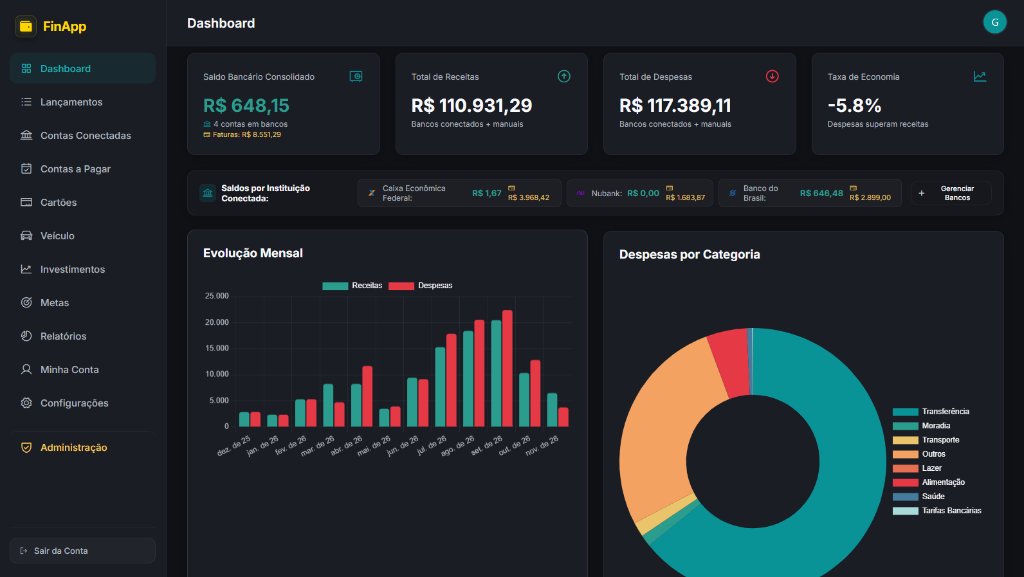 FinApp
Dashboard
G
Dashboard
Lançamentos
Contas Conectadas
Contas a Pagar
Cartões
Veículo
Investimentos
Metas
Relatórios
Minha Conta
Configurações
Administração
Sair da Conta
Saldo Bancário Consolidado
R$ 648,15
4 contas em bancos
Faturas: R$ 8.551,29
Total de Receitas
R$ 110.931,29
Bancos conectados + manuais
Total de Despesas
R$ 117.389,11
Bancos conectados + manuais
Taxa de Economia
-5.8%
Despesas superam receitas
Saldos por Instituição
Conectada:
Caixa Econômica
Federal:
R$ 1,67
R$ 3.968,42
Nubank:
R$ 0,00
R$ 1.683,87
Banco do
Brasil:
R$ 646,48
R$ 2.899,00
+ Gerenciar
Bancos
Evolução Mensal
Receitas
Despesas
25.000
20.000
15.000
10.000
5.000
0
dez. de 25
jan. de 26
fev. de 26
mar. de 26
abr. de 26
mai. de 26
jun. de 26
jul. de 26
ago. de 26
set. de 26
out. de 26
nov. de 26
Despesas por Categoria
Transferência
Moradia
Transporte
Outros
Lazer
Alimentação
Saúde
Tarifas Bancárias